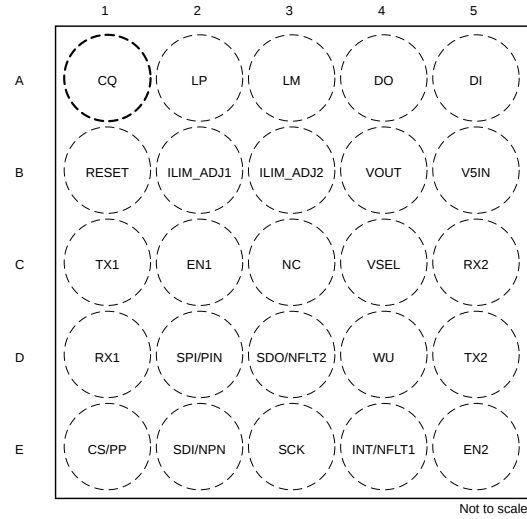 1 2 3 4 5
A CQ LP LM DO DI
B RESET ILIM_ADJ1 ILIM_ADJ2 VOUT V5IN
C TX1 EN1 NC VSEL RX2
D RX1 SPI/PIN SDO/NFLT2 WU TX2
E CS/PP SDI/NPN SCK INT/NFLT1 EN2
Not to scale